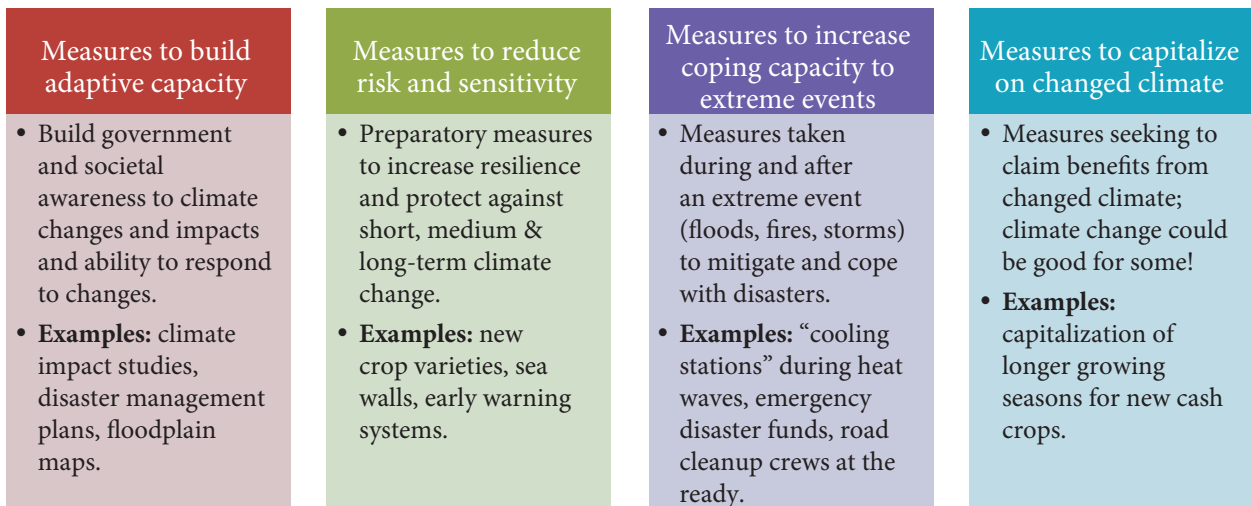 Measures to build
adaptive capacity
• Build government
and societal
awareness to climate
changes and impacts
and ability to respond
to changes.
• Examples: climate
impact studies,
disaster management
plans, floodplain
maps.
Measures to reduce
risk and sensitivity
• Preparatory measures
to increase resilience
and protect against
short, medium &
long-term climate
change.
• Examples: new
crop varieties, sea
walls, early warning
systems.
Measures to increase
coping capacity to
extreme events
• Measures taken
during and after
an extreme event
(floods, fires, storms)
to mitigate and cope
with disasters.
• Examples: “cooling
stations” during heat
waves, emergency
disaster funds, road
cleanup crews at the
ready.
Measures to capitalize
on changed climate
• Measures seeking to
claim benefits from
changed climate;
climate change could
be good for some!
• Examples:
capitalization of
longer growing
seasons for new cash
crops.